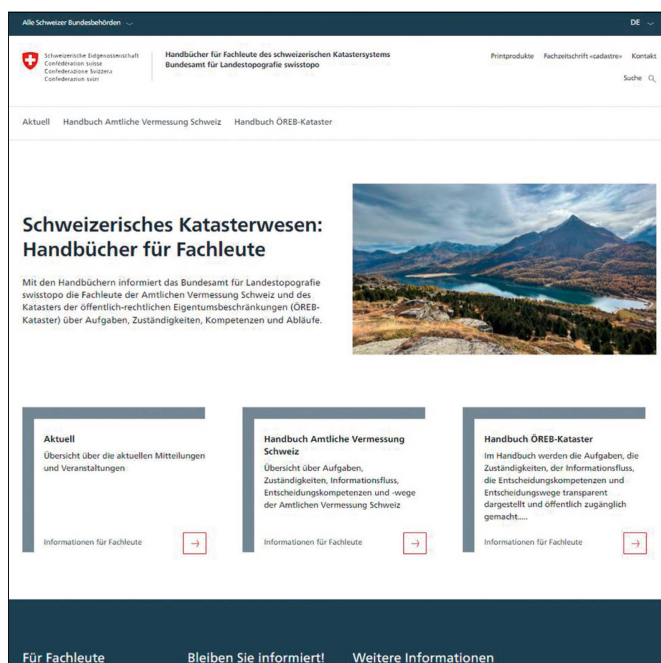 Alle Schweizer Bundesbehörden
DE
Schweizerische Eidgenossenschaft
Confédération suisse
Confederazione Svizzera
Confederaziun svizra
Handbücher für Fachleute des schweizerischen Katastersystems
Bundesamt für Landestopografie swisstopo
Printprodukte Fachzeitschrift «cadastre» Kontakt
Suche
Aktuell Handbuch Amtliche Vermessung Schweiz Handbuch ÖREB-Kataster
Schweizerisches Katasterwesen:
Handbücher für Fachleute
Mit den Handbüchern informiert das Bundesamt für Landestopografie
swisstopo die Fachleute der Amtlichen Vermessung Schweiz und des
Katasters der öffentlich-rechtlichen Eigentumsbeschränkungen (ÖREB-
Kataster) über Aufgaben, Zuständigkeiten, Kompetenzen und Abläufe.
Aktuell
Übersicht über die aktuellen Mitteilungen
und Veranstaltungen
Informationen für Fachleute
Handbuch Amtliche Vermessung
Schweiz
Übersicht über Aufgaben,
Zuständigkeiten, Informationsfluss,
Entscheidungskompetenzen und -wege
der Amtlichen Vermessung Schweiz
Informationen für Fachleute
Handbuch ÖREB-Kataster
Im Handbuch werden die Aufgaben, die
Zuständigkeiten, der Informationsfluss,
die Entscheidungskompetenzen und
Entscheidungswege transparent
dargestellt und öffentlich zugänglich
gemacht.....
Informationen für Fachleute
Für Fachleute Bleiben Sie informiert! Weitere Informationen